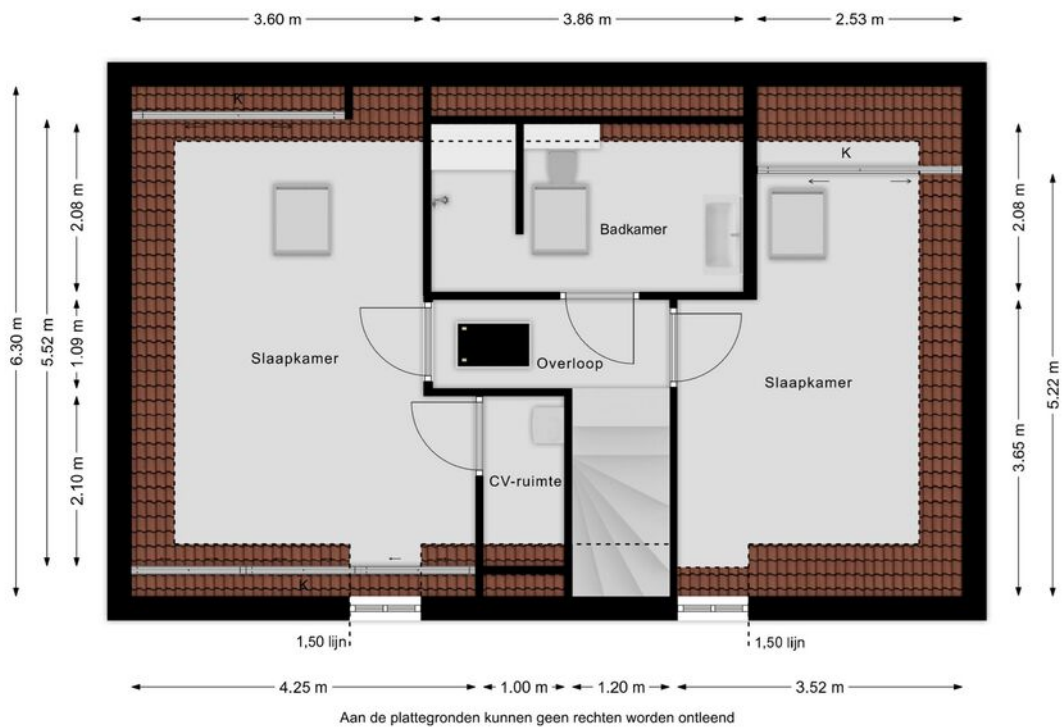 3.60 m
3.86 m
2.53 m
K
K
6.30 m
5.52 m
2.08 m
1.09 m
2.10 m
2.08 m
3.65 m
5.22 m
Badkamer
Slaapkamer
Overloop
Slaapkamer
CV-ruimte
K
1,50 lijn
1,50 lijn
4.25 m
1.00 m
1.20 m
3.52 m
Aan de plattegronden kunnen geen rechten worden ontleend